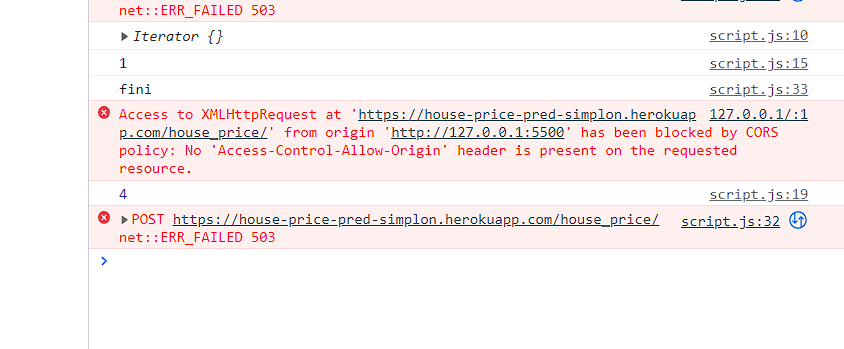 net::ERR_FAILED 503
▶Iterator {} script.js:10
1 script.js:15
fini script.js:33
Access to XMLHttpRequest at 'https://house-price-pred-simplon.herokuap 127.0.0.1/:1
p.com/house_price/' from origin 'http://127.0.0.1:5500' has been blocked by CORS
policy: No 'Access-Control-Allow-Origin' header is present on the requested
resource.
4 script.js:19
▶POST https://house-price-pred-simplon.herokuapp.com/house_price/ script.js:32
net::ERR_FAILED 503
>